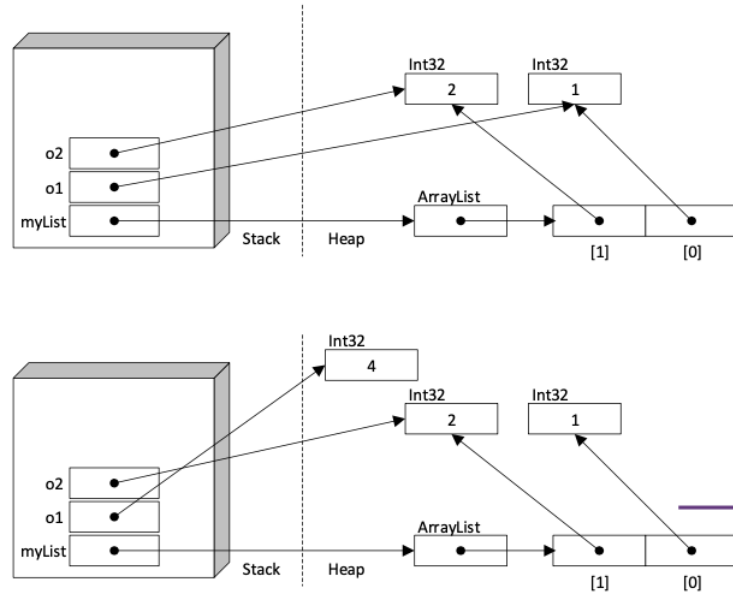 Int32 Int32
2 1
o2
o1
ArrayList
myList
Stack Heap
[1] [0]
Int32
4
Int32 Int32
2 1
o2
o1
ArrayList
myList
Stack Heap
[1] [0]